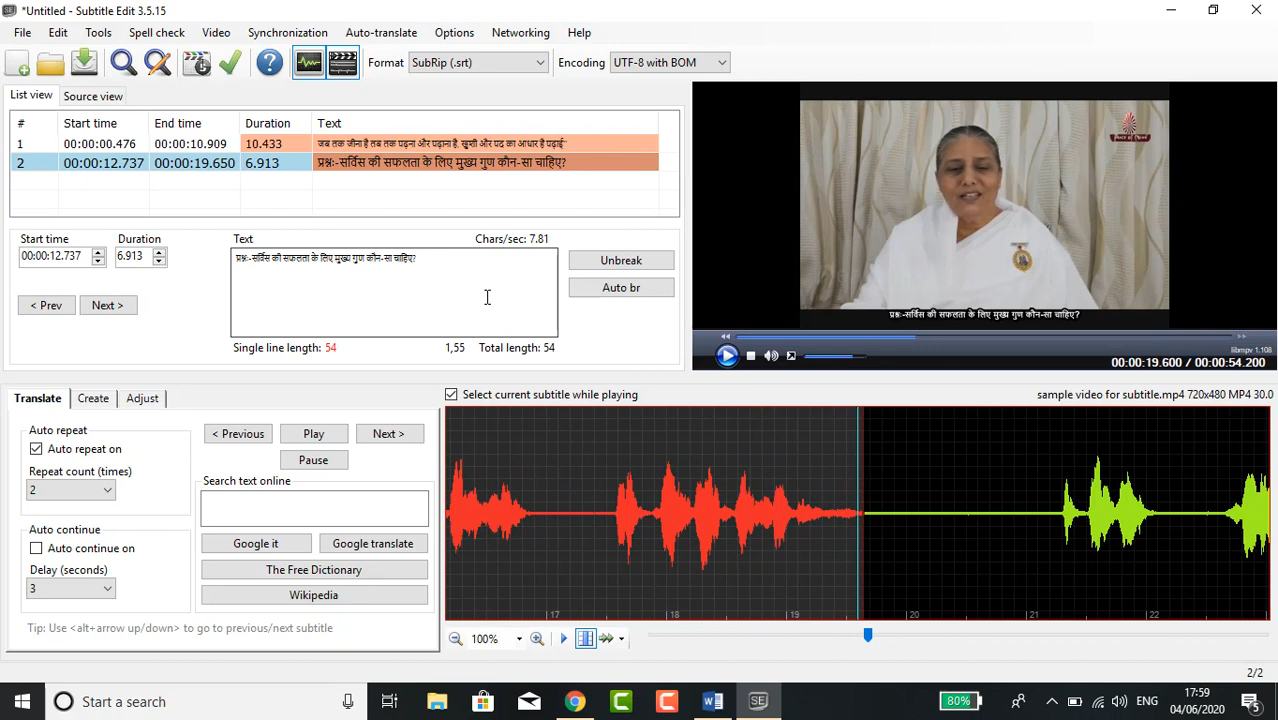 *Untitled - Subtitle Edit 3.5.15
File Edit Tools Spell check Video Synchronization Auto-translate Options Networking Help
Format SubRip (.srt) Encoding UTF-8 with BOM
List view Source view
# Start time End time Duration Text
1 00:00:00.476 00:00:10.909 10.433 जब तक जीना है तब तक पढ़ना और पढ़ाना है, खुशी और पद का आधार है पढ़ाई"
2 00:00:12.737 00:00:19.650 6.913 प्रश्न:-सर्विस की सफलता के लिए मुख्य गुण कौन-सा चाहिए?
Start time Duration Text Chars/sec: 7.81
00:00:12.737 6.913 प्रश्न:-सर्विस की सफलता के लिए मुख्य गुण कौन-सा चाहिए?
Unbreak
Auto br
< Prev Next >
Single line length: 54 1,55 Total length: 54
प्रश्न:-सर्विस की सफलता के लिए मुख्य गुण कौन-सा चाहिए?
libmpv 1.108
00:00:19.600 / 00:00:54.200
Translate Create Adjust
Select current subtitle while playing sample video for subtitle.mp4 720x480 MP4 30.0
Auto repeat
Auto repeat on
Repeat count (times)
2
Auto continue
Auto continue on
Delay (seconds)
3
< Previous Play Next >
Pause
Search text online
Google it Google translate
The Free Dictionary
Wikipedia
Tip: Use <alt+arrow up/down> to go to previous/next subtitle
17 18 19 20 21 22
100%
2/2
Start a search
80% ENG 17:59
04/06/2020 5